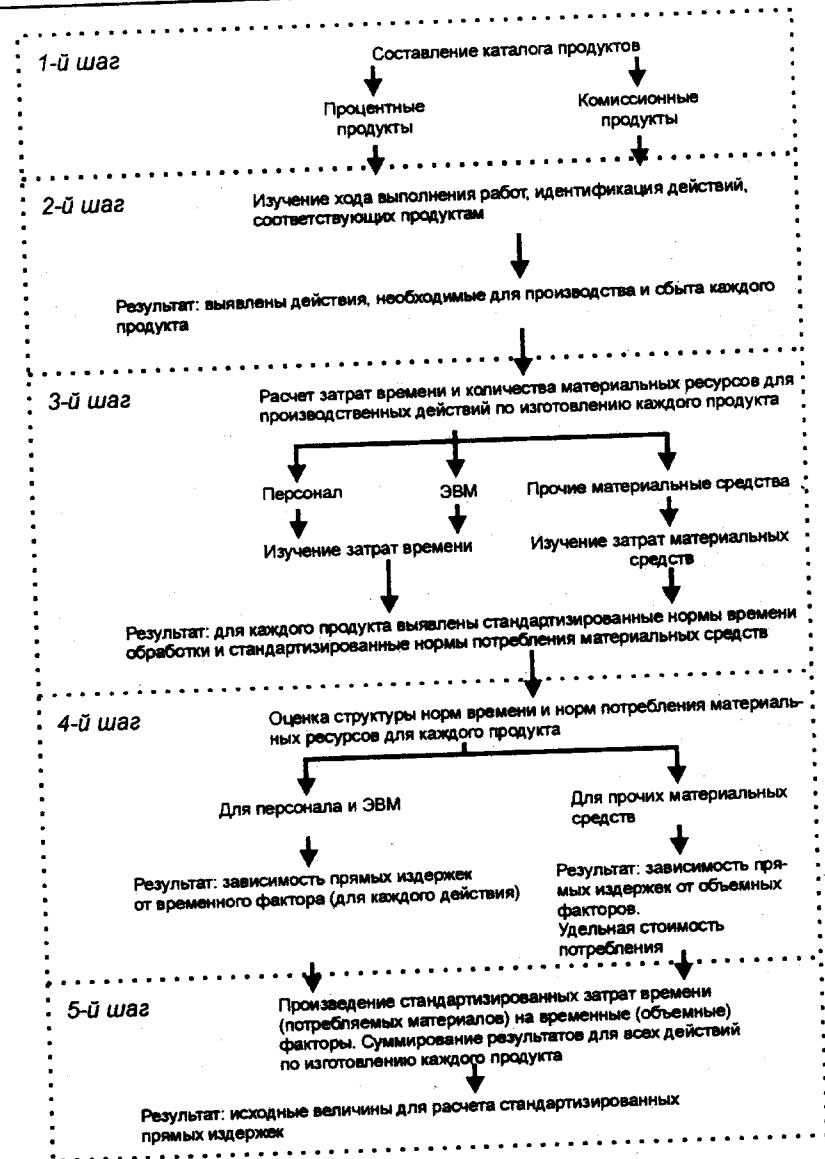 1-й шаг
Составление каталога продуктов
Процентные
продукты
Комиссионные
продукты
2-й шаг
Изучение хода выполнения работ, идентификация действий,
соответствующих продуктам
Результат: выявлены действия, необходимые для производства и сбыта каждого
продукта
3-й шаг
Расчет затрат времени и количества материальных ресурсов для
производственных действий по изготовлению каждого продукта
Персонал
ЭВМ
Прочие материальные средства
Изучение затрат времени
Изучение затрат материальных
средств
Результат: для каждого продукта выявлены стандартизированные нормы времени
обработки и стандартизированные нормы потребления материальных средств
4-й шаг
Оценка структуры норм времени и норм потребления материаль-
ных ресурсов для каждого продукта
Для персонала и ЭВМ
Для прочих материальных
средств
Результат: зависимость прямых издержек
от временного фактора (для каждого действия)
Результат: зависимость пря-
мых издержек от объемных
факторов.
Удельная стоимость
потребления
5-й шаг
Произведение стандартизированных затрат времени
(потребляемых материалов) на временные (объемные)
факторы. Суммирование результатов для всех действий
по изготовлению каждого продукта
Результат: исходные величины для расчета стандартизированных
прямых издержек